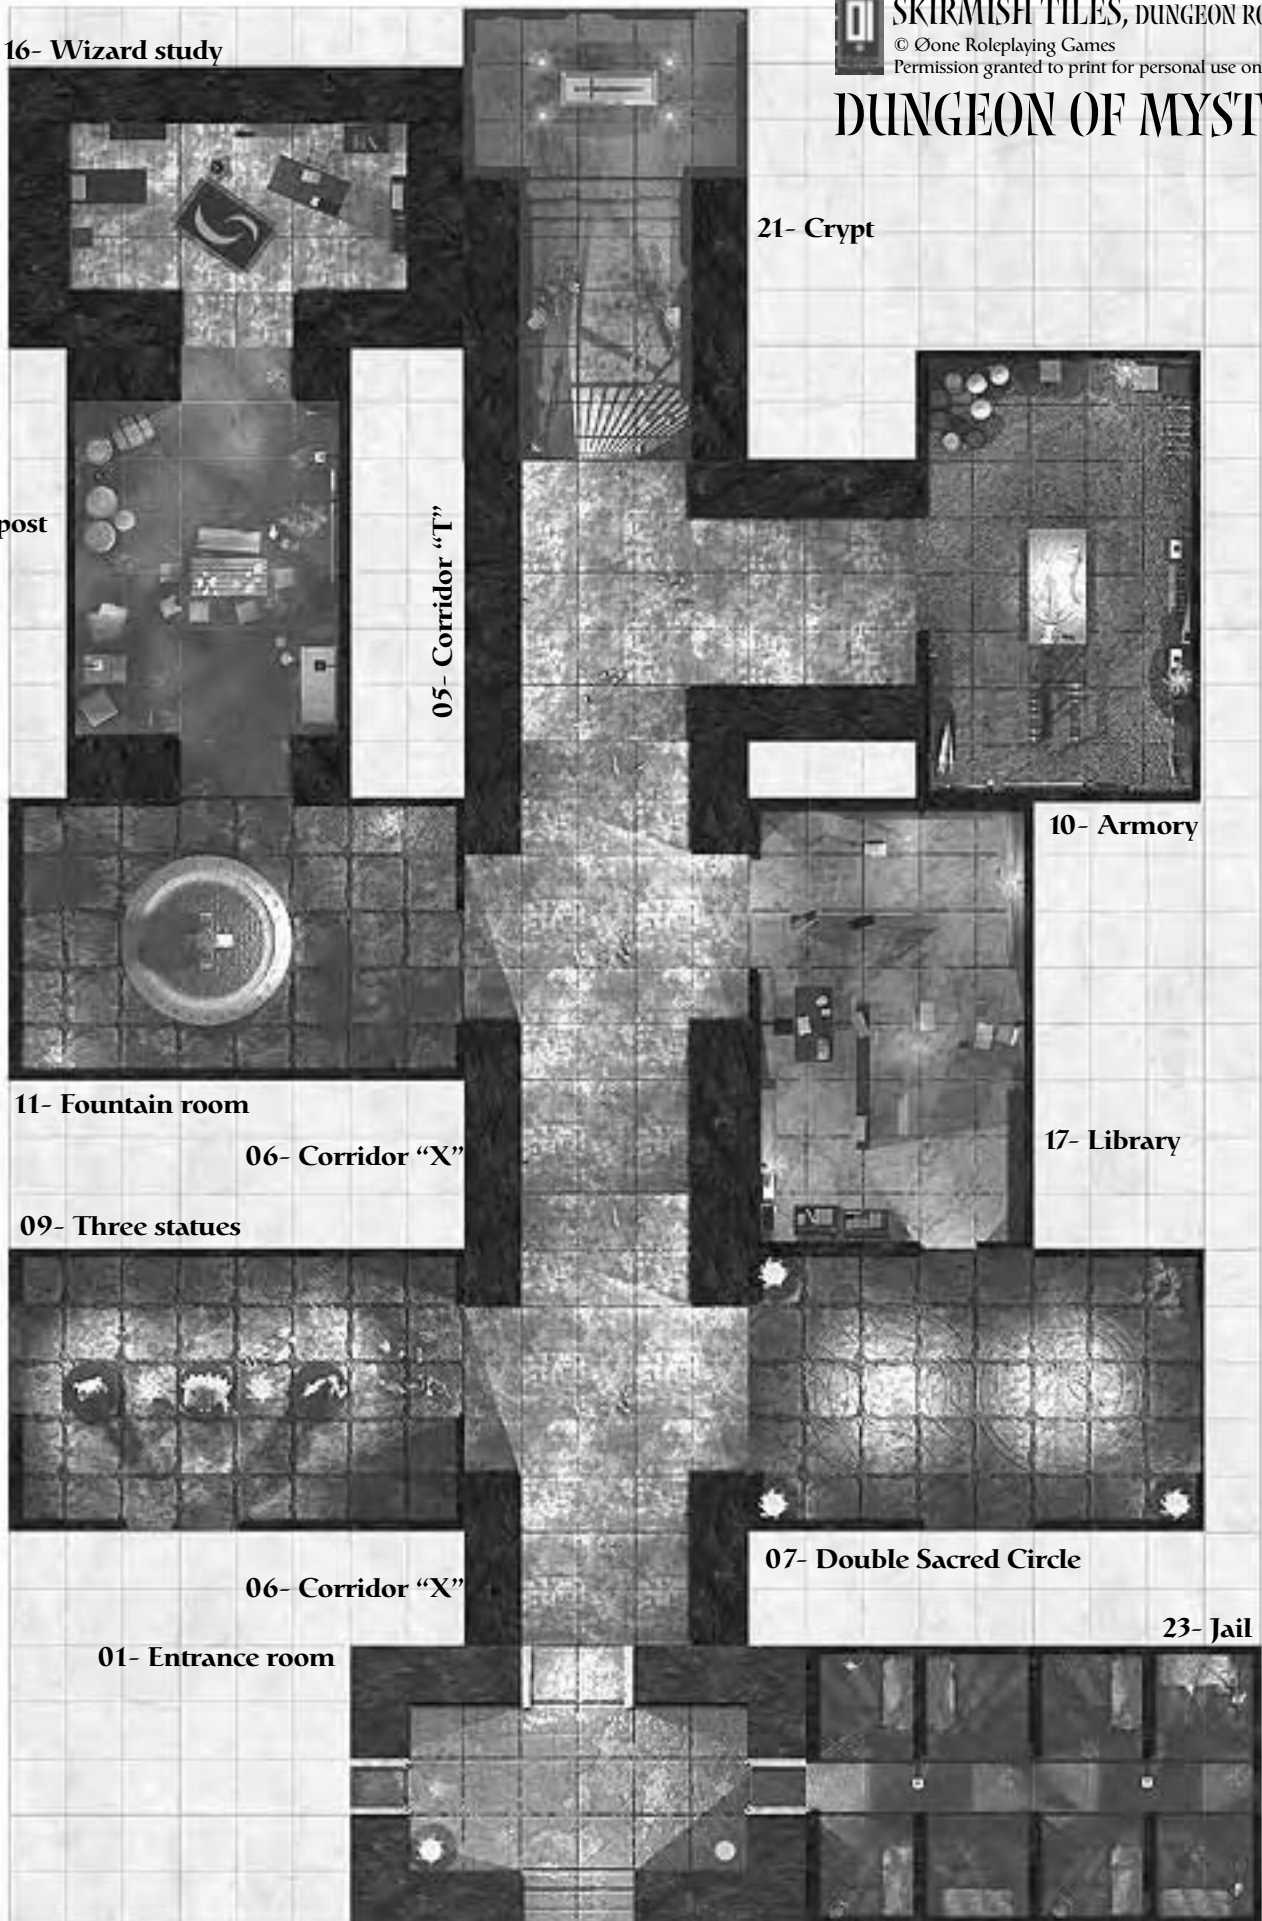 SKIRMISH TILES, DUNGEON
© Øone Roleplaying Games
Permission granted to print for personal use
DUNGEON OF
16- Wizard study
21- Crypt
post
05- Corridor “T”
10- Armory
11- Fountain room
17- Library
06- Corridor “X”
09- Three statues
07- Double Sacred Circle
06- Corridor “X”
23- Jail
01- Entrance room